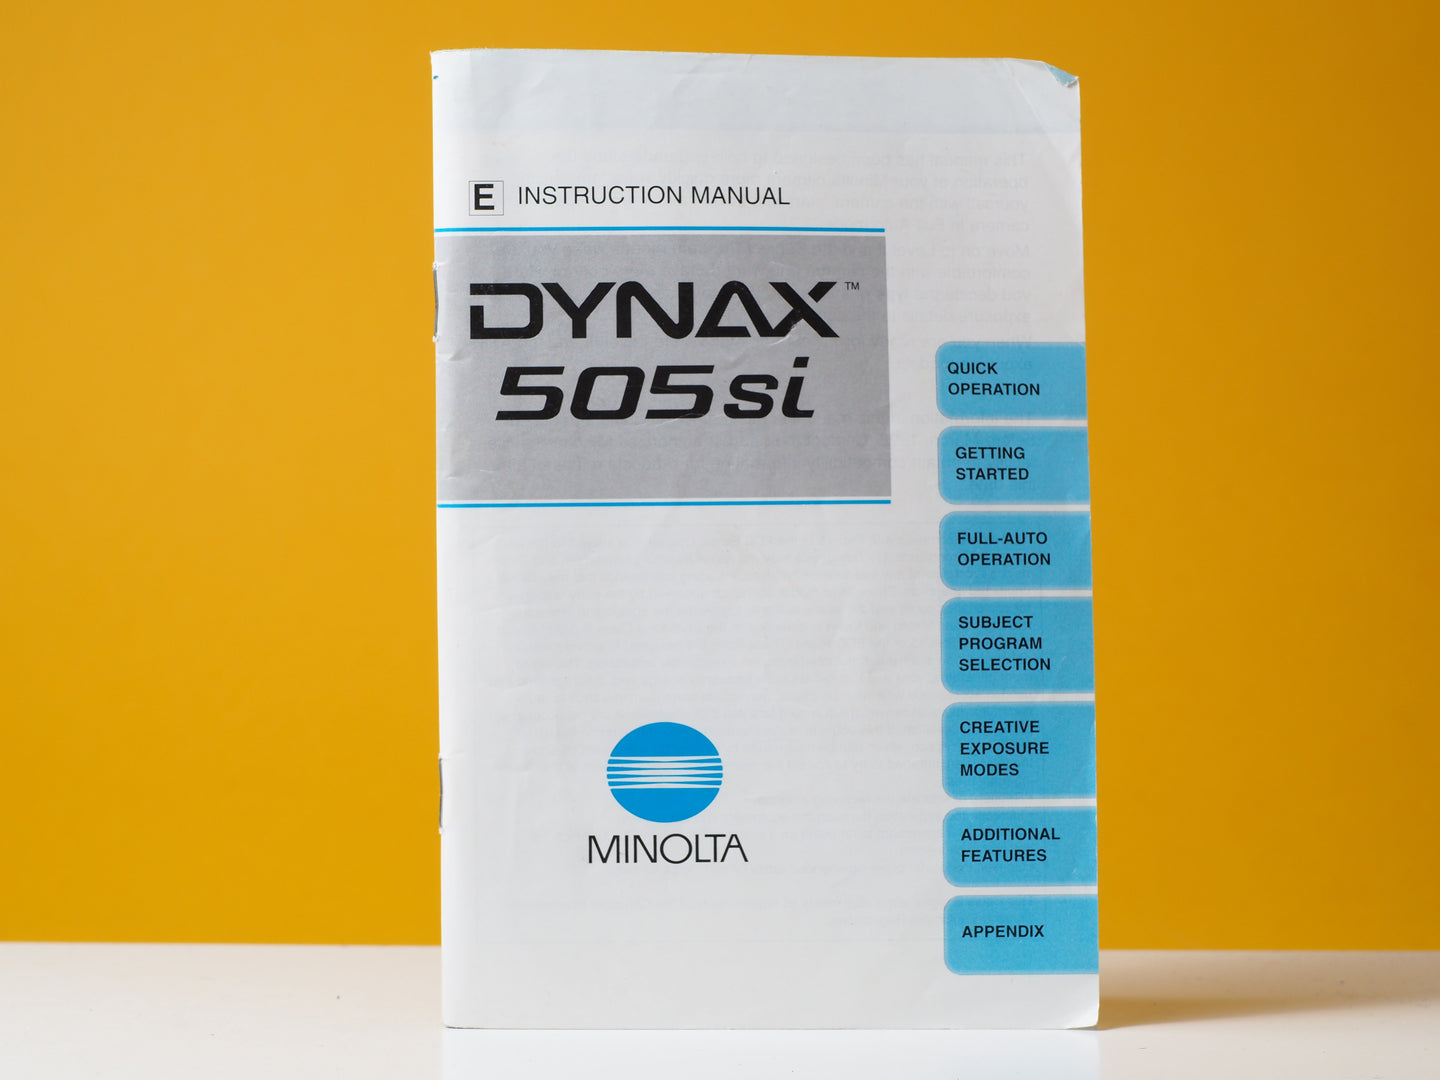 E INSTRUCTION MANUAL
DYNAX™
505si
QUICK
OPERATION
GETTING
STARTED
FULL-AUTO
OPERATION
SUBJECT
PROGRAM
SELECTION
CREATIVE
EXPOSURE
MODES
ADDITIONAL
FEATURES
APPENDIX
MINOLTA